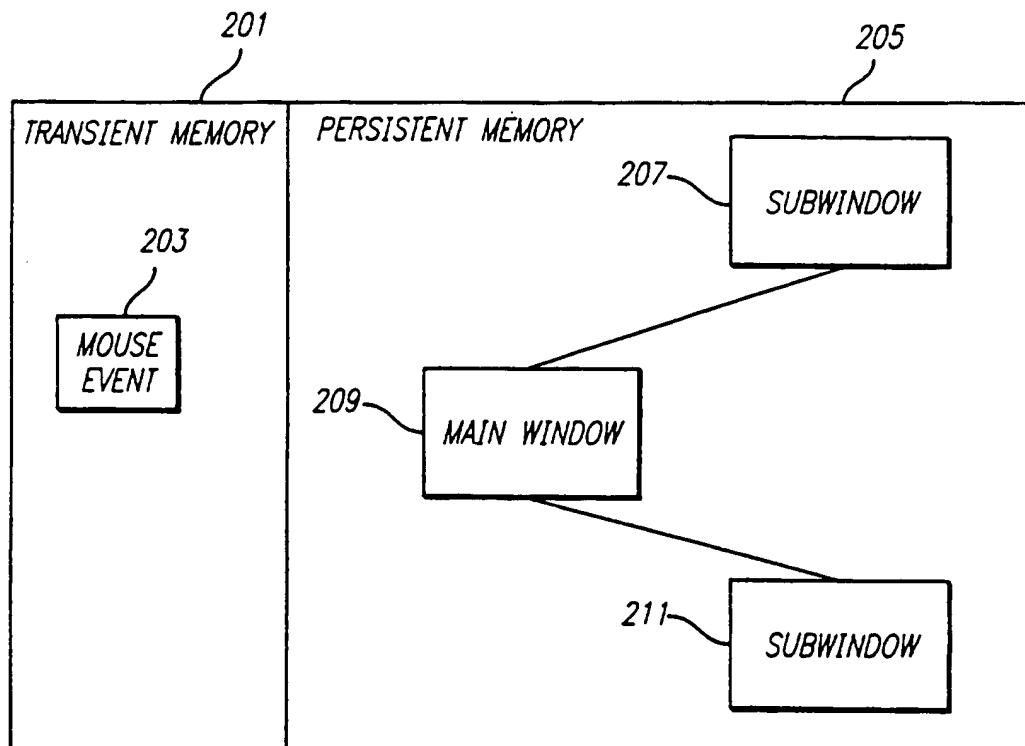 201
205
TRANSIENT MEMORY
PERSISTENT MEMORY
207
SUBWINDOW
203
MOUSE
EVENT
209
MAIN WINDOW
211
SUBWINDOW